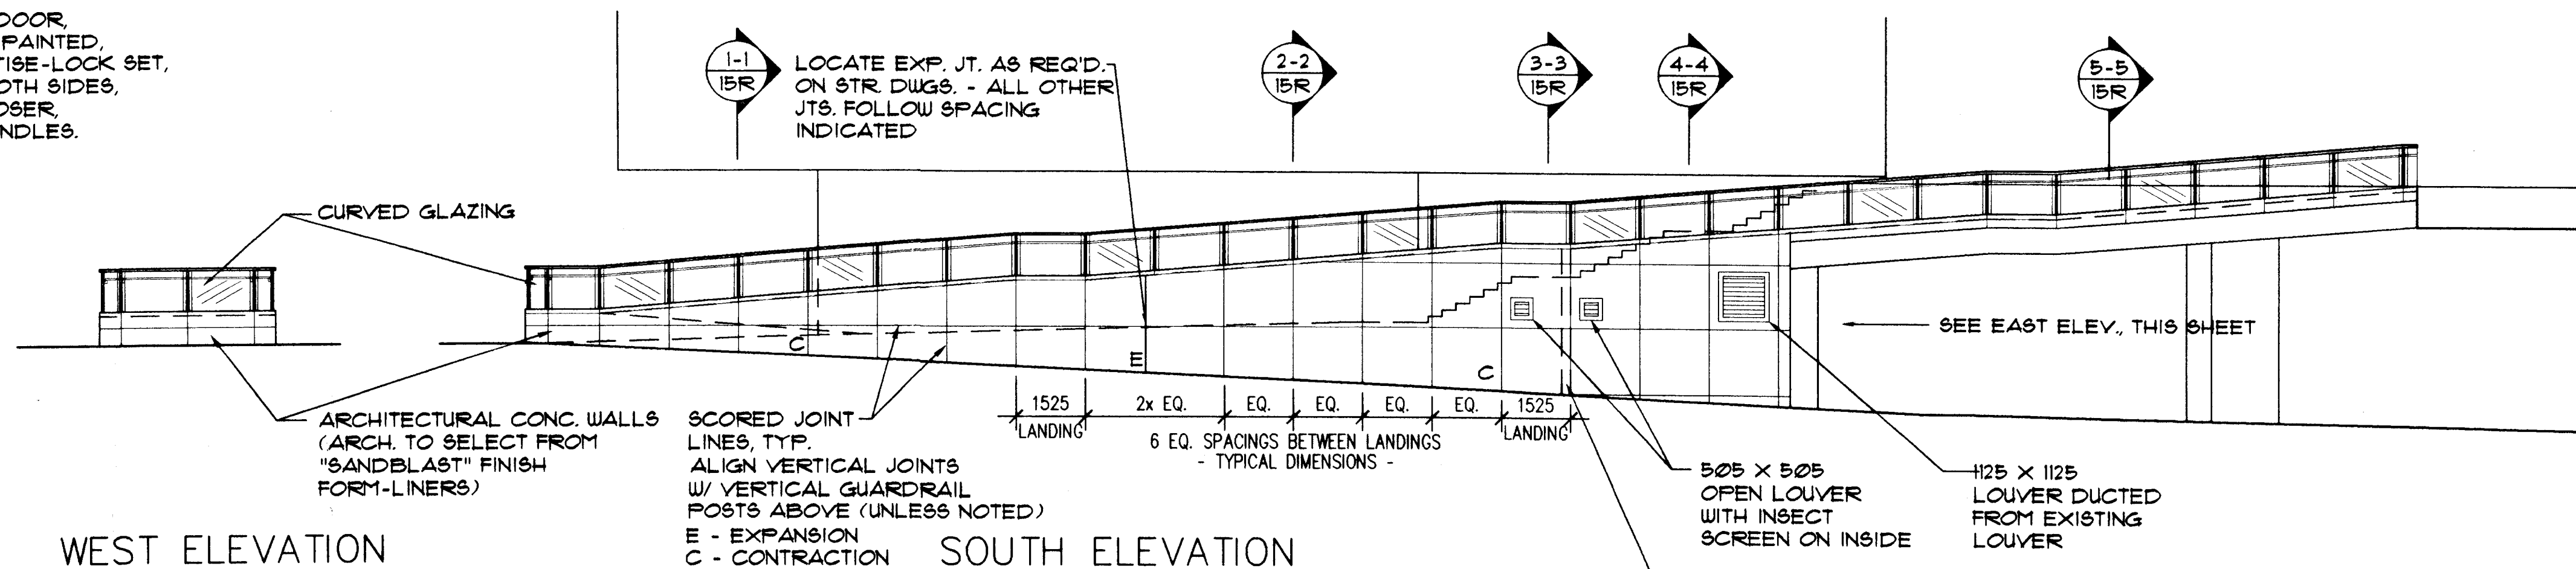 DOOR,
PAINTED,
TISE-LOCK SET,
OTH SIDES,
OSER,
NDLES.
1-1
15R
LOCATE EXP. JT. AS REQ'D.
ON STR. DWGS. - ALL OTHER
JTS. FOLLOW SPACING
INDICATED
2-2
15R
3-3
15R
4-4
15R
5-5
15R
CURVED GLAZING
SEE EAST ELEV., THIS SHEET
C
E
C
ARCHITECTURAL CONC. WALLS
(ARCH. TO SELECT FROM
"SANDBLAST" FINISH
FORM-LINERS)
SCORED JOINT
LINES, TYP.
ALIGN VERTICAL JOINTS
W/ VERTICAL GUARDRAIL
POSTS ABOVE (UNLESS NOTED)
E - EXPANSION
C - CONTRACTION
1525 2x EQ. EQ. EQ. EQ. EQ. 1525
LANDING LANDING
6 EQ. SPACINGS BETWEEN LANDINGS
- TYPICAL DIMENSIONS -
505 X 505
OPEN LOUVER
WITH INSECT
SCREEN ON INSIDE
1125 X 1125
LOUVER DUCTED
FROM EXISTING
LOUVER
WEST ELEVATION
SOUTH ELEVATION